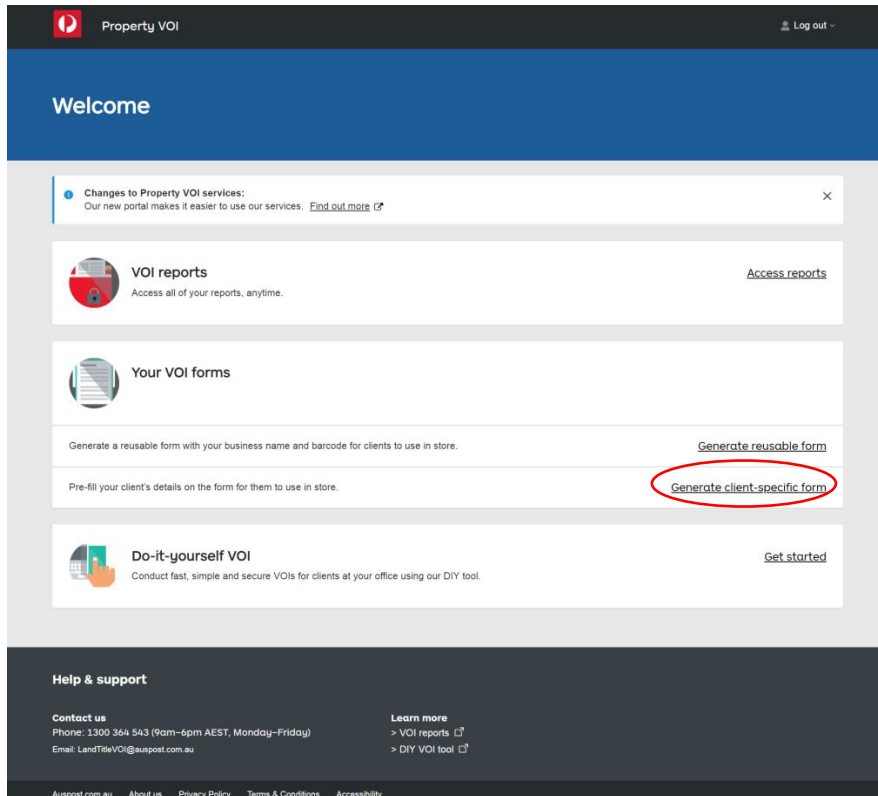 Property VOI
Log out
Welcome
Changes to Property VOI services:
Our new portal makes it easier to use our services. Find out more
VOI reports
Access all of your reports, anytime.
Access reports
Your VOI forms
Generate a reusable form with your business name and barcode for clients to use in store.
Generate reusable form
Pre-fill your client's details on the form for them to use in store.
Generate client-specific form
Do-it-yourself VOI
Conduct fast, simple and secure VOIs for clients at your office using our DIY tool.
Get started
Help & support
Contact us
Phone: 1300 364 543 (9am–6pm AEST, Monday–Friday)
Email: LandTitleVOI@auspost.com.au
Learn more
> VOI reports
> DIY VOI tool
Auspost.com.au About us Privacy Policy Terms & Conditions Accessibility